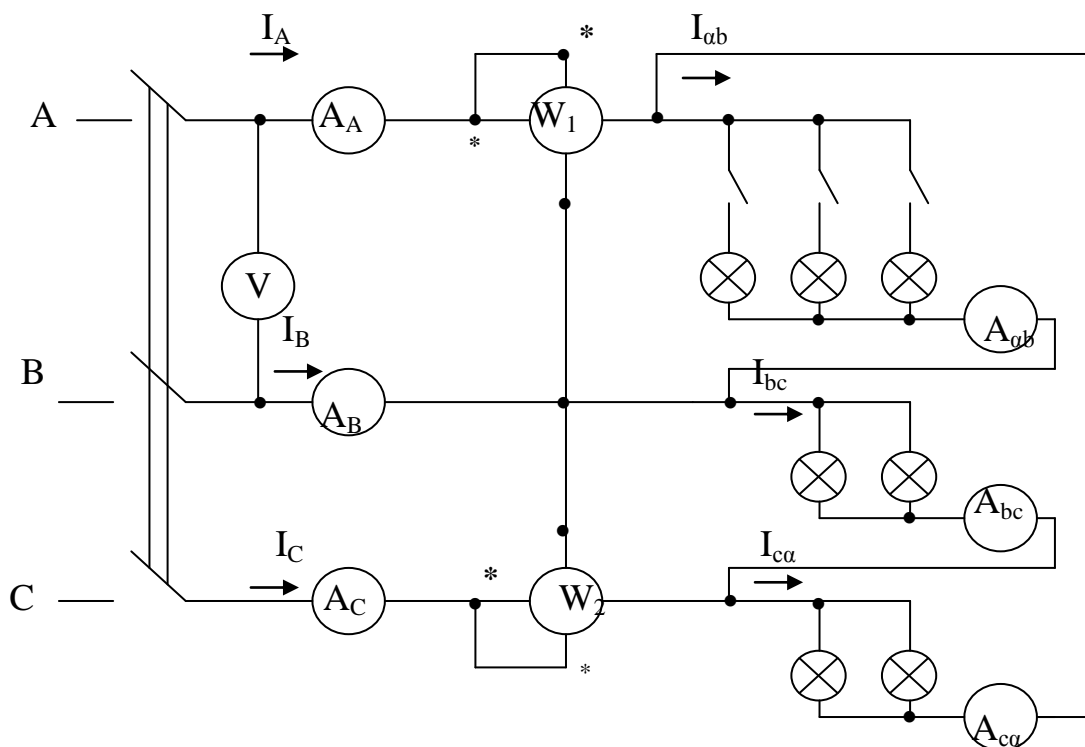 I_A
*
I_αb
A
A_A
W_1
*
V
I_B
A_αb
B
I_bc
A_B
A_bc
I_C
*
I_cα
C
A_C
W_2
*
A_cα